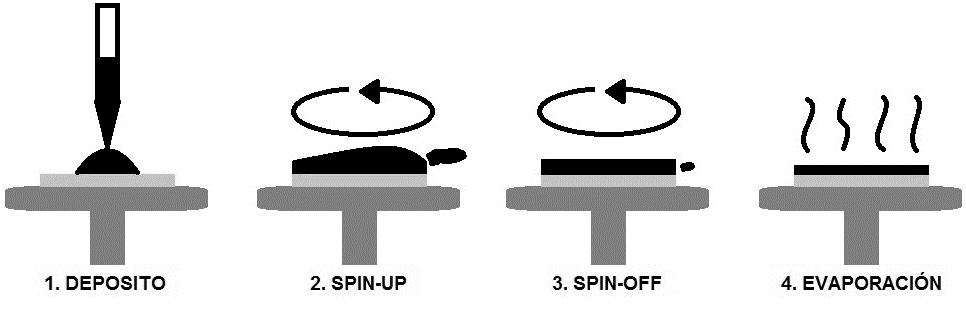 1. DEPOSITO
2. SPIN-UP
3. SPIN-OFF
4. EVAPORACIÓN